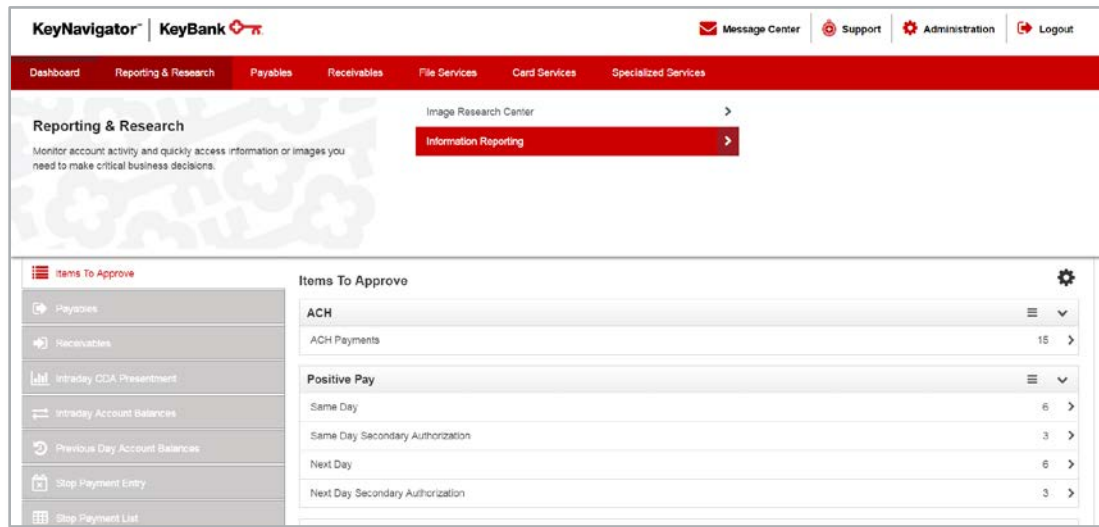 KeyNavigator™ | KeyBank
Message Center
Support
Administration
Logout
Dashboard
Reporting & Research
Payables
Receivables
File Services
Card Services
Specialized Services
Reporting & Research
Monitor account activity and quickly access information or images you
need to make critical business decisions.
Image Research Center
Information Reporting
Items To Approve
Payables
Receivables
Intraday CDA Presentment
Intraday Account Balances
Previous Day Account Balances
Stop Payment Entry
Stop Payment List
Items To Approve
ACH
ACH Payments 15
Positive Pay
Same Day 6
Same Day Secondary Authorization 3
Next Day 6
Next Day Secondary Authorization 3